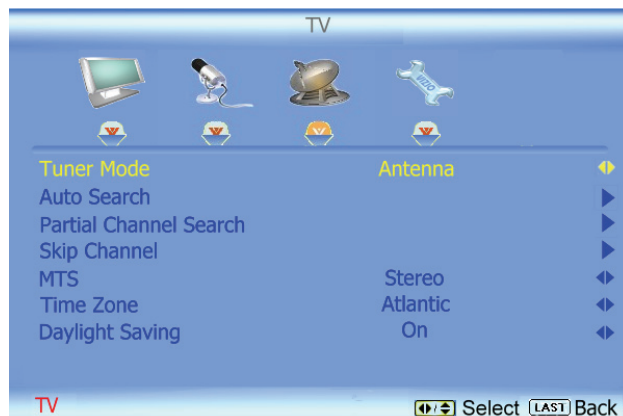 TV
VIZIO
Tuner Mode Antenna
Auto Search
Partial Channel Search
Skip Channel
MTS Stereo
Time Zone Atlantic
Daylight Saving On
TV Select LAST Back